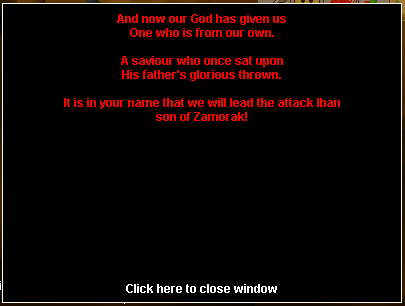 And now our God has given us
One who is from our own.
A saviour who once sat upon
His father's glorious thrown.
It is in your name that we will lead the attack Iban
son of Zamorak!
Click here to close window